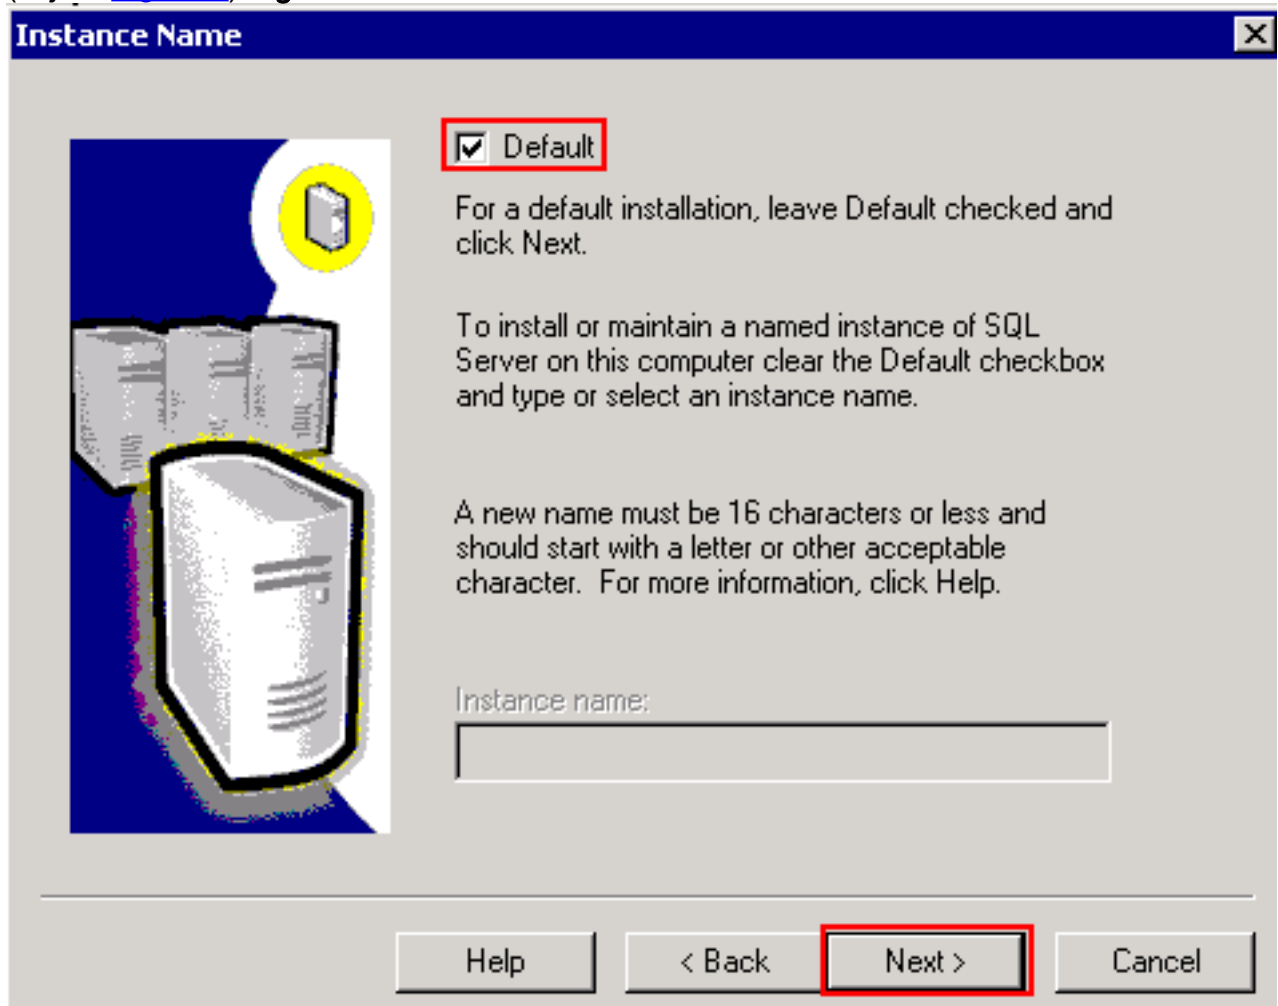 Instance Name
Default
For a default installation, leave Default checked and
click Next.
To install or maintain a named instance of SQL
Server on this computer clear the Default checkbox
and type or select an instance name.
A new name must be 16 characters or less and
should start with a letter or other acceptable
character. For more information, click Help.
Instance name:
Help
< Back
Next >
Cancel